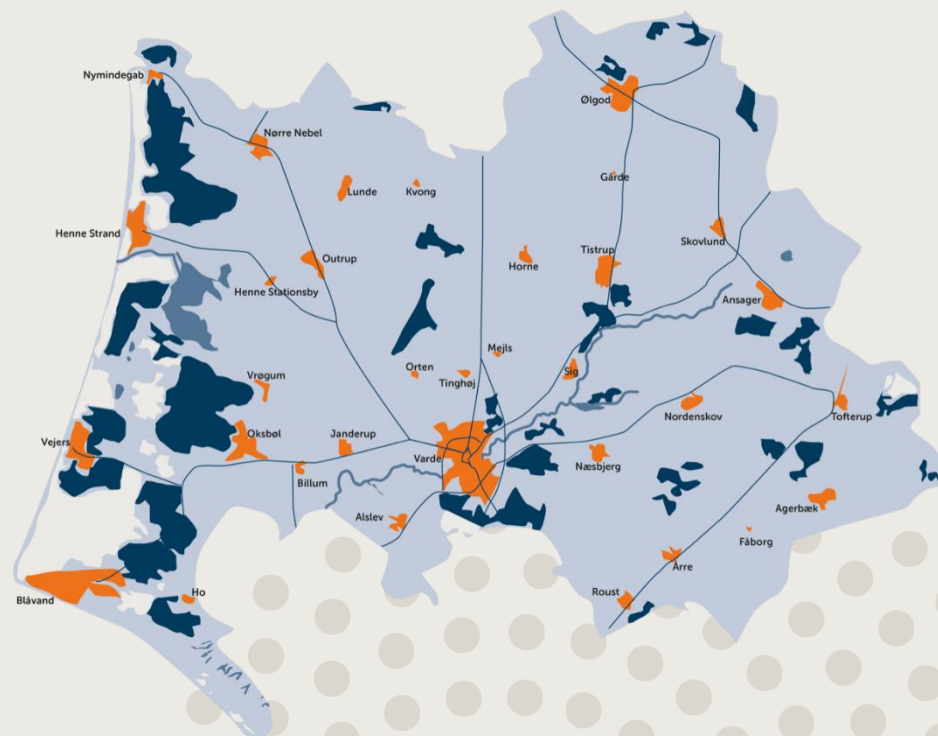 Nymindegab
Ølgod
Nørre Nebel
Gårde
Lunde
Kvong
Henne Strand
Skovlund
Tistrup
Outrup
Horne
Henne Stationsby
Ansager
Mejls
Orten
Sig
Vrøgum
Tinghøj
Nordenskov
Tofterup
Oksbøl
Janderup
Vejers
Varde
Næsbjerg
Billum
Agerbæk
Alslev
Fåborg
Årre
Roust
Ho
Blåvand